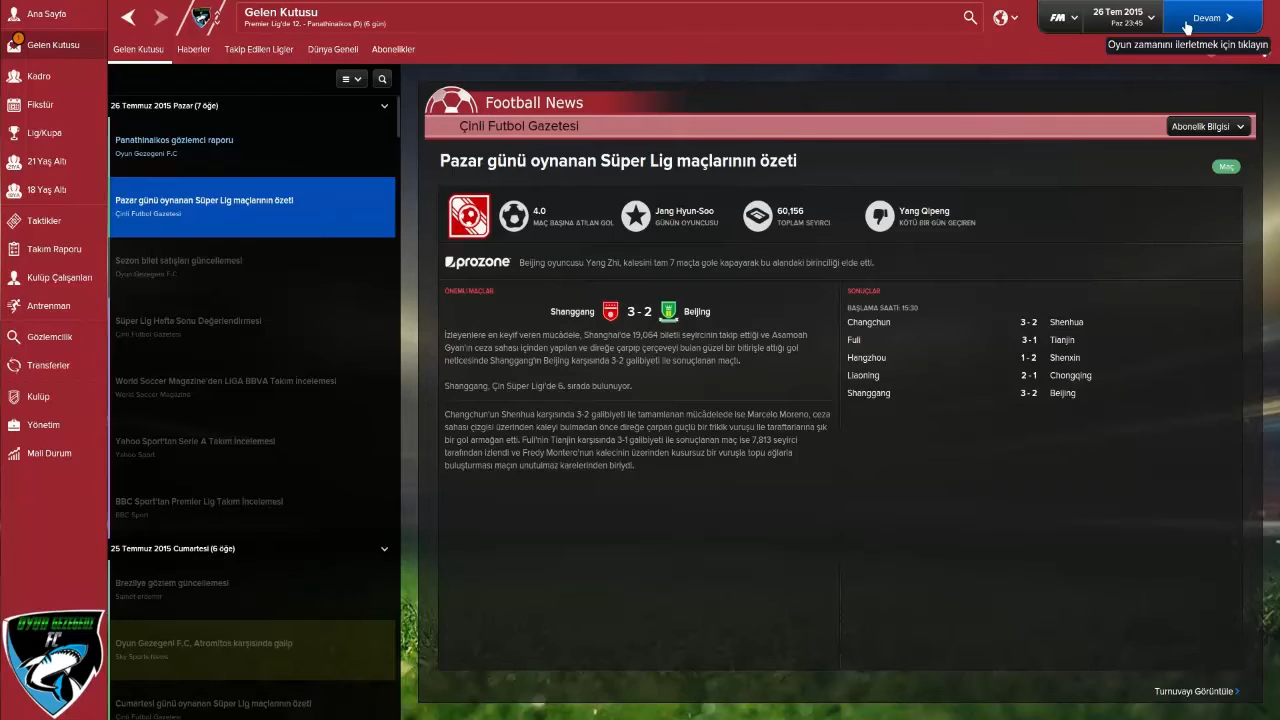 Ana Sayfa
Gelen Kutusu
Kadro
Fikstür
Lig/Kupa
21 Yaş Altı
18 Yaş Altı
Taktikler
Takım Raporu
Kulüp Çalışanları
Antrenman
Gözlemcilik
Transferler
Kulüp
Yönetim
Mali Durum
OYUN GEZEGENI
FC
Gelen Kutusu
Premier Lig'de 12. - Panathinaikos (D) (6 gün)
FM
26 Tem 2015
Paz 23:45
Devam
Oyun zamanını ilerletmek için tıklayın
Gelen Kutusu Haberler Takip Edilen Ligler Dünya Geneli Abonelikler
26 Temmuz 2015 Pazar (7 öğe)
Panathinaikos gözlemci raporu
Oyun Gezegeni F.C
Pazar günü oynanan Süper Lig maçlarının özeti
Çinli Futbol Gazetesi
Sezon bilet satışları güncellemesi
Oyun Gezegeni F.C
Süper Lig Hafta Sonu Değerlendirmesi
Çinli Futbol Gazetesi
World Soccer Magazine'den LIGA BBVA Takım İncelemesi
World Soccer Magazine
Yahoo Sport'tan Serie A Takım İncelemesi
Yahoo Sport
BBC Sport'tan Premier Lig Takım İncelemesi
BBC Sport
25 Temmuz 2015 Cumartesi (6 öğe)
Brezilya gözlem güncellemesi
Samet erdemir
Oyun Gezegeni F.C, Atromitos karşısında galip
Sky Sports News
Cumartesi günü oynanan Süper Lig maçlarının özeti
Çinli Futbol Gazetesi
Football News
Çinli Futbol Gazetesi
Abonelik Bilgisi
Pazar günü oynanan Süper Lig maçlarının özeti
Maç
4.0
MAÇ BAŞINA ATILAN GOL
Jang Hyun-Soo
GÜNÜN OYUNCUSU
60,156
TOPLAM SEYİRCİ
Yang Qipeng
KÖTÜ BİR GÜN GEÇİREN
prozone Beijing oyuncusu Yang Zhi, kalesini tam 7 maçta gole kapayarak bu alandaki birinciliği elde etti.
ÖNEMLİ MAÇLAR
Shanggang 3 - 2 Beijing
İzleyenlere en keyif veren mücadele, Shanghai'de 19,064 biletli seyircinin takip ettiği ve Asamoah
Gyan'ın ceza sahası içinden yapılan ve direğe çarpıp çerçeveyi bulan güzel bir bitirişle attığı gol
neticesinde Shanggang'ın Beijing karşısında 3-2 galibiyeti ile sonuçlanan maçtı.
Shanggang, Çin Süper Ligi'de 6. sırada bulunuyor.
Changchun'un Shenhua karşısında 3-2 galibiyeti ile tamamlanan mücadelede ise Marcelo Moreno, ceza
sahası çizgisi üzerinden kaleyi bulmadan önce direğe çarpan güçlü bir frikik vuruşu ile taraftarlarına şık
bir gol armağan etti. Fuli'nin Tianjin karşısında 3-1 galibiyeti ile sonuçlanan maç ise 7,813 seyirci
tarafından izlendi ve Fredy Montero'nun kalecinin üzerinden kusursuz bir vuruşla topu ağlarla
buluşturması maçın unutulmaz karelerinden biriydi.
SONUÇLAR
BAŞLAMA SAATİ: 15:30
Changchun 3 - 2 Shenhua
Fuli 3 - 1 Tianjin
Hangzhou 1 - 2 Shenxin
Liaoning 2 - 1 Chongqing
Shanggang 3 - 2 Beijing
Turnuvayı Görüntüle